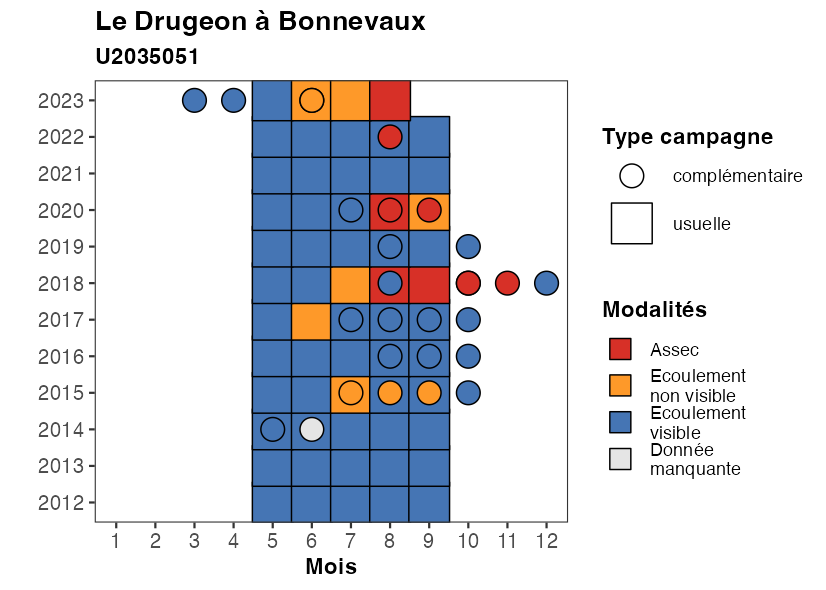 Le Drugeon à Bonnevaux
U2035051
2023
2022
2021
2020
2019
2018
2017
2016
2015
2014
2013
2012
1 2 3 4 5 6 7 8 9 10 11 12
Mois
Type campagne
complémentaire
usuelle
Modalités
Assec
Ecoulement
non visible
Ecoulement
visible
Donnée
manquante